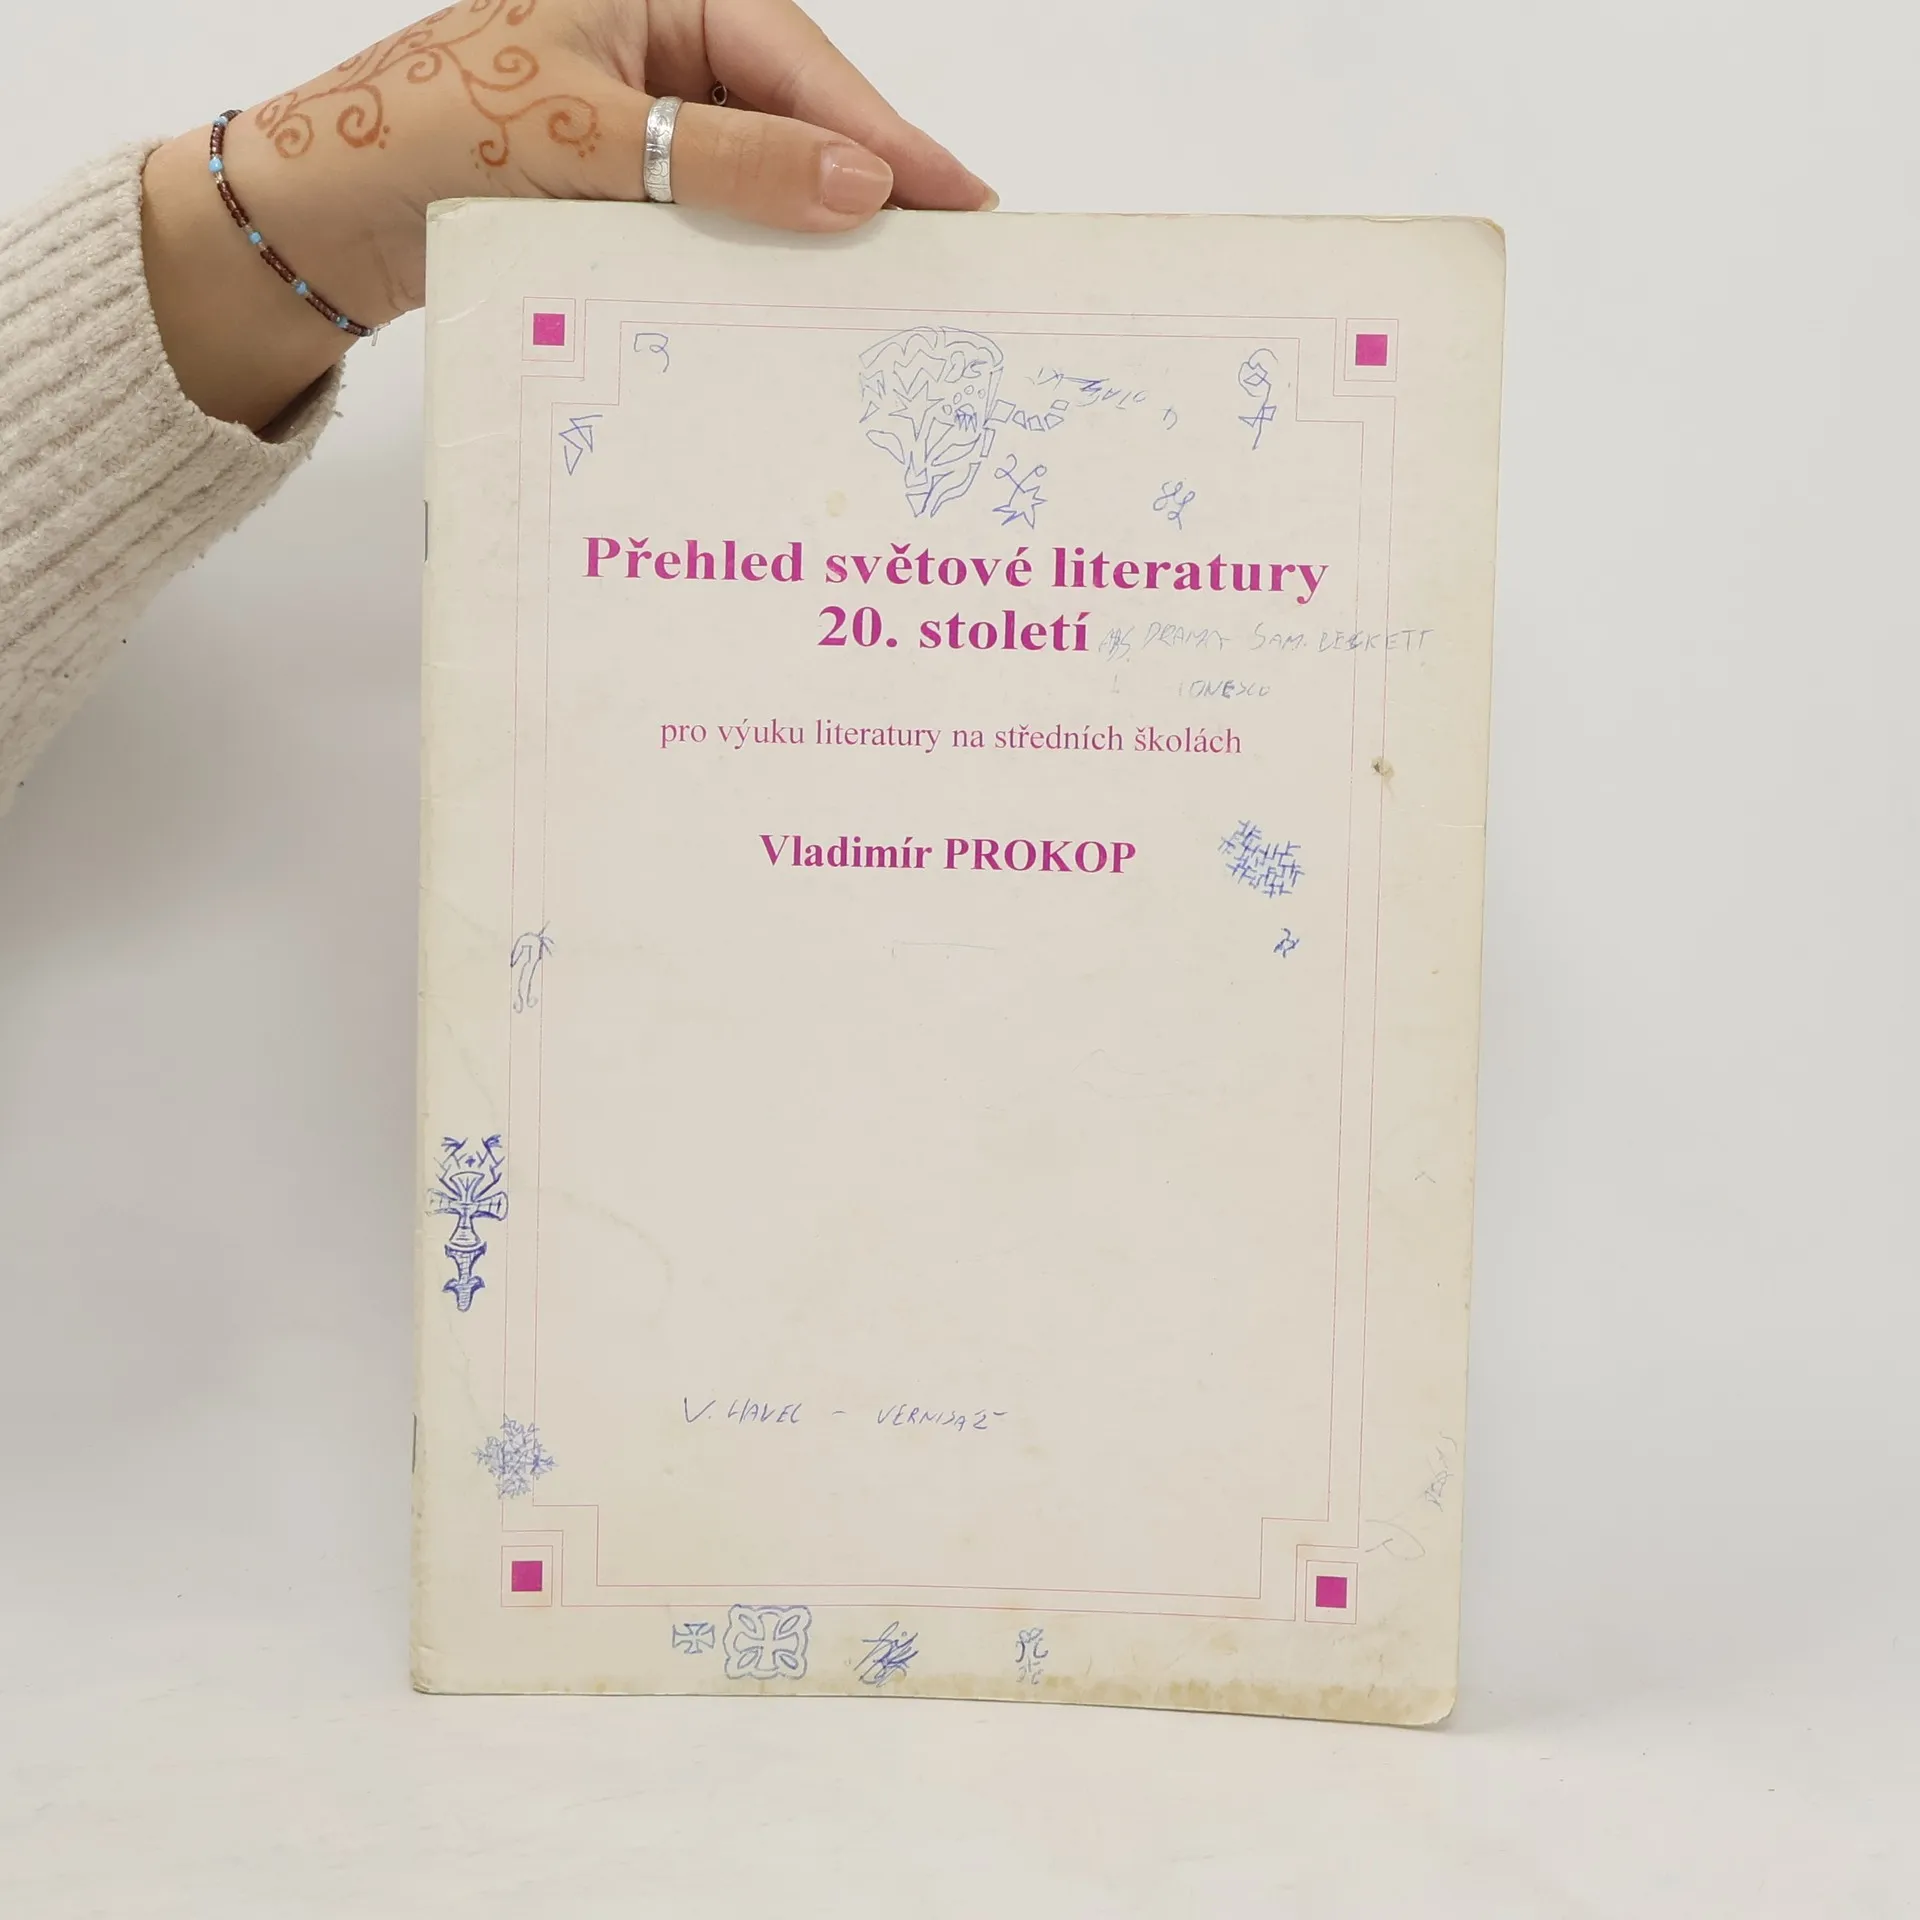 Přehled světové literatury
20. století
ABS. DRAMA SAM. BECKETT
IONESCO
pro výuku literatury na středních školách
Vladimír PROKOP
V. HAVEL - VERNISÁŽ